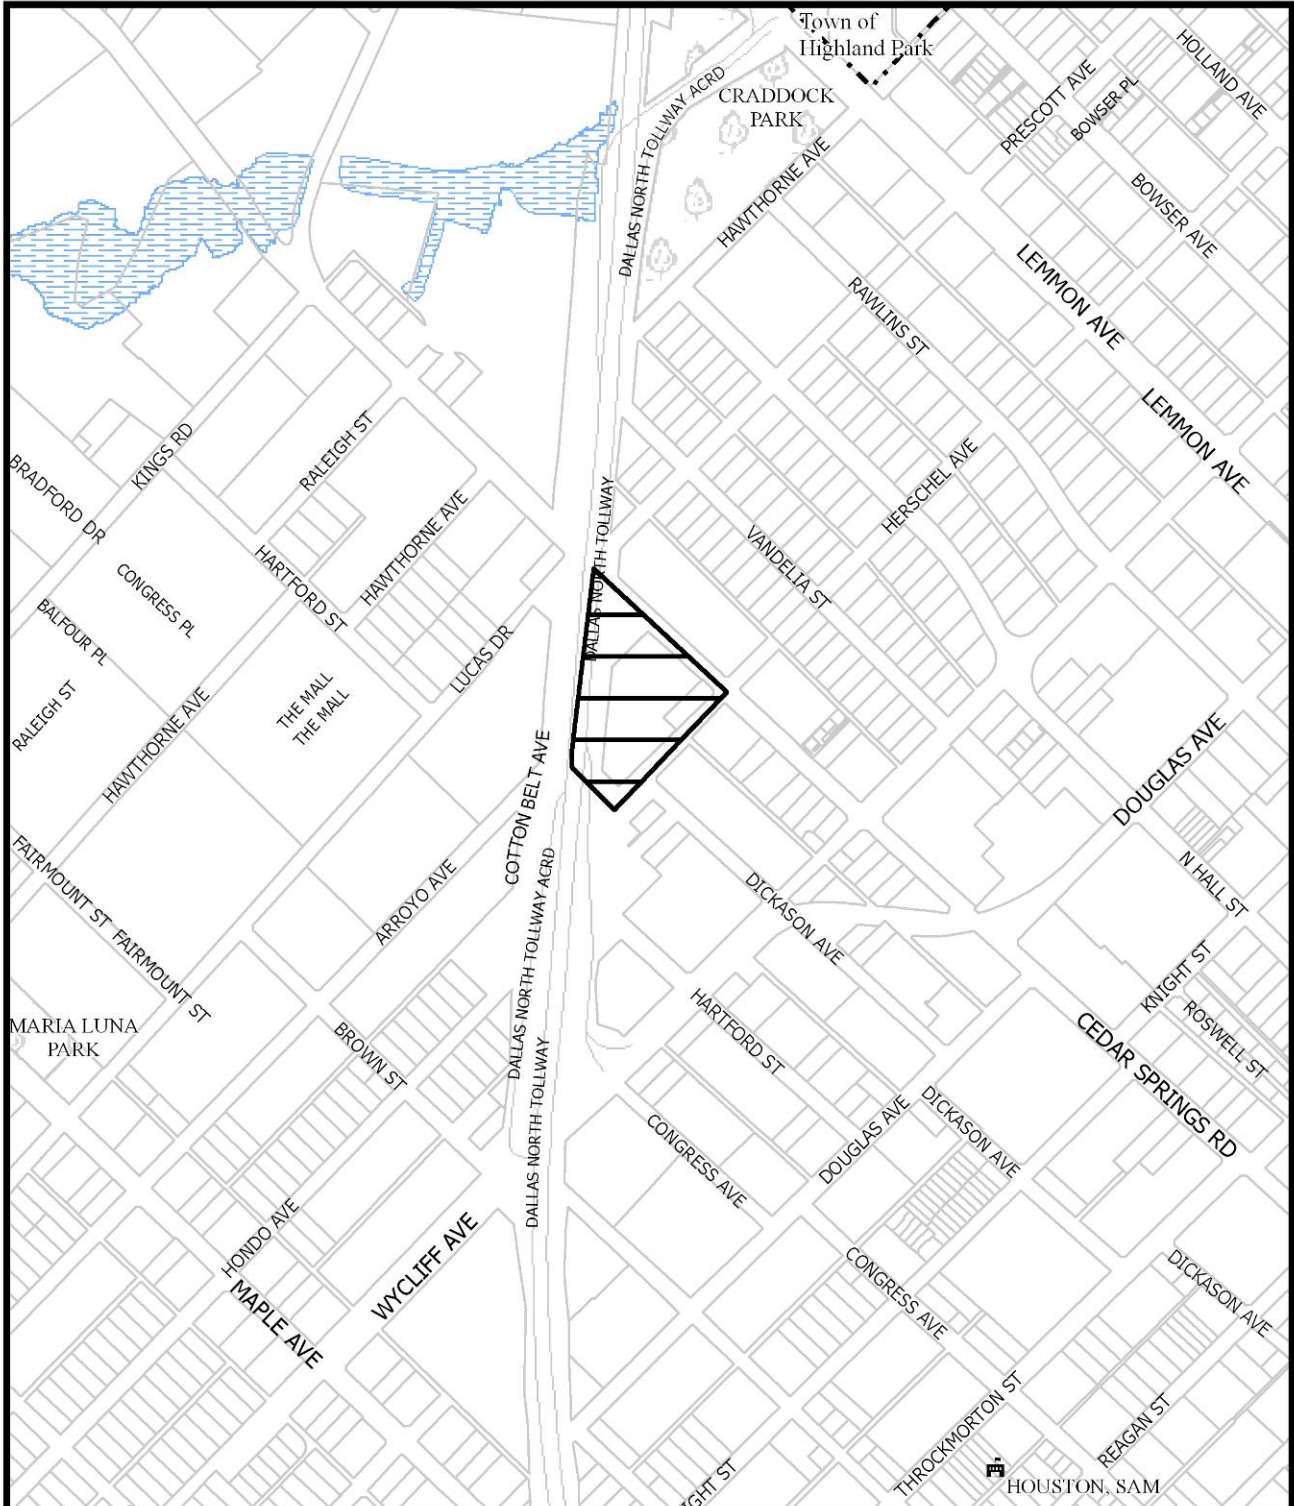 Town of
Highland Park
HOLLAND AVE
PRESCOTT AVE
BOWSER PL
CRADDOCK
PARK
DALLAS NORTH TOLLWAY ACRD
HAWTHORNE AVE
BOWSER AVE
LEMMON AVE
RAWLINS ST
LEMMON AVE
KINGS RD
RALEIGH ST
BRADFORD DR
HAWTHORNE AVE
DALLAS NORTH TOLLWAY
HERSCHEL AVE
VANDELIA ST
HARTFORD ST
CONGRESS PL
BALFOUR PL
DALLAS NORTH TOLLWAY
LUCAS DR
RALEIGH ST
THE MALL
THE MALL
HAWTHORNE AVE
COTTON BELT AVE
DOUGLAS AVE
FAIRMOUNT ST
FAIRMOUNT ST
ARROYO AVE
DALLAS NORTH TOLLWAY ACRD
DICKASON AVE
N HALL ST
KNIGHT ST
ROSWELL ST
MARIA LUNA
PARK
BROWN ST
HARTFORD ST
CEDAR SPRINGS RD
DALLAS NORTH TOLLWAY
CONGRESS AVE
DOUGLAS AVE
DICKASON AVE
HONDO AVE
MAPLE AVE
WYCLIFF AVE
CONGRESS AVE
DICKASON AVE
THROCKMORTON ST
REAGAN ST
IGHT ST
HOUSTON, SAM